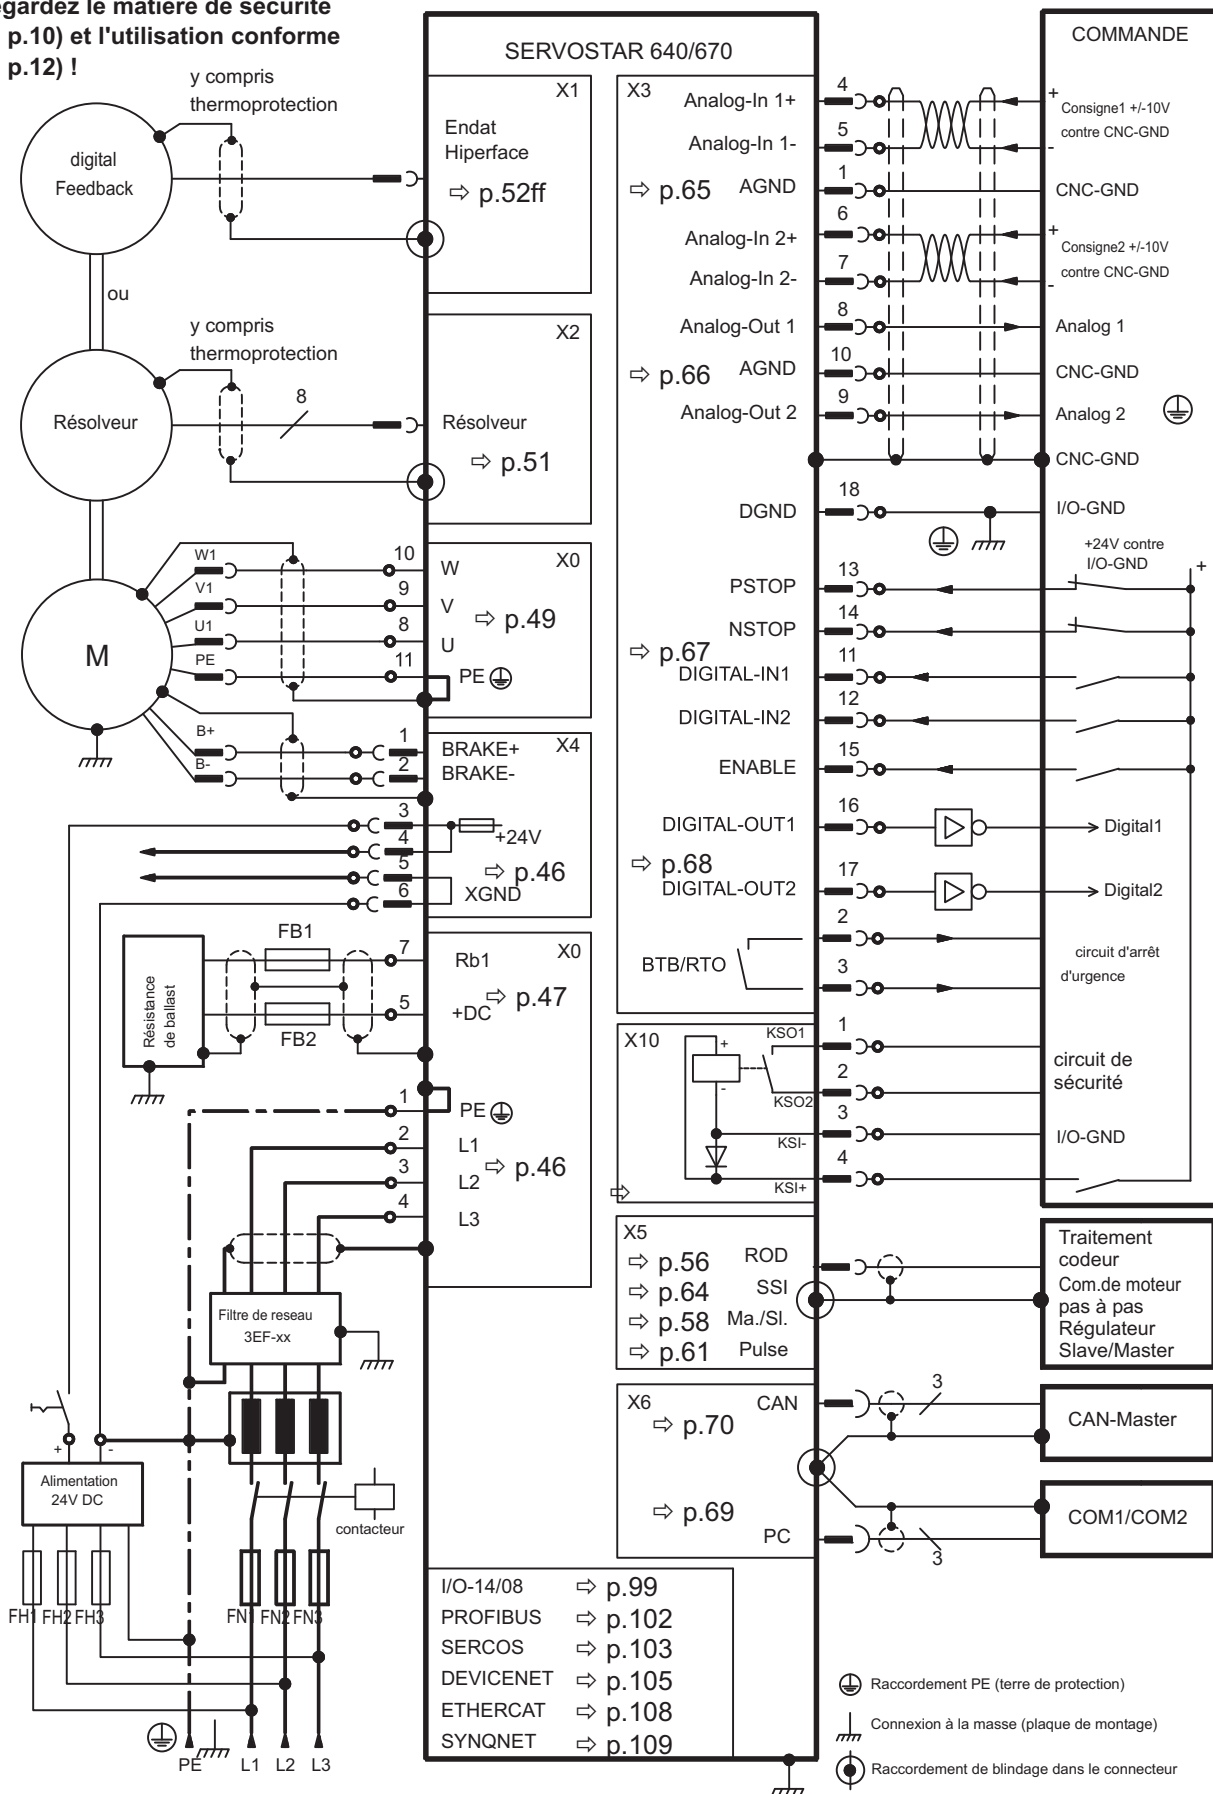 egardez le matière de sécurité
p.10) et l'utilisation conforme
p.12) !
y compris
thermoprotection
digital
Feedback
ou
y compris
thermoprotection
8
Résolveur
M
W1
V1
U1
PE
B+
B-
10
9
8
11
1
2
3
4
5
6
FB1
FB2
7
5
Résistance
de ballast
1
2
3
4
Filtre de reseau
3EF-xx
+
-
Alimentation
24V DC
contacteur
FH1
FH2
FH3
FN1
FN2
FN3
PE
L1
L2
L3
SERVOSTAR 640/670
X1
Endat
Hiperface
⇨ p.52ff
X2
Résolveur
⇨ p.51
X0
W
V
⇨ p.49
U
PE
X4
BRAKE+
BRAKE-
+24V
⇨ p.46
XGND
X0
Rb1
⇨ p.47
+DC
PE
L1
⇨ p.46
L2
L3
I/O-14/08 ⇨ p.99
PROFIBUS ⇨ p.102
SERCOS ⇨ p.103
DEVICENET ⇨ p.105
ETHERCAT ⇨ p.108
SYNQNET ⇨ p.109
X3
Analog-In 1+
4
Analog-In 1-
5
⇨ p.65
AGND
1
Analog-In 2+
6
Analog-In 2-
7
Analog-Out 1
8
⇨ p.66
AGND
10
Analog-Out 2
9
DGND
18
PSTOP
13
NSTOP
14
⇨ p.67
DIGITAL-IN1
11
DIGITAL-IN2
12
ENABLE
15
DIGITAL-OUT1
16
⇨ p.68
DIGITAL-OUT2
17
BTB/RTO
2
3
X10
+
-
KSO1
1
KSO2
2
KSI-
3
KSI+
4
⇨
X5
⇨ p.56 ROD
⇨ p.64 SSI
⇨ p.58 Ma./Sl.
⇨ p.61 Pulse
X6
CAN
⇨ p.70
⇨ p.69
PC
3
3
COMMANDE
+
Consigne1 +/-10V
contre CNC-GND
-
CNC-GND
+
Consigne2 +/-10V
contre CNC-GND
-
Analog 1
CNC-GND
Analog 2
CNC-GND
I/O-GND
+24V contre
I/O-GND
+
Digital1
Digital2
circuit d'arrêt
d'urgence
circuit de
sécurité
I/O-GND
Traitement
codeur
Com.de moteur
pas à pas
Régulateur
Slave/Master
CAN-Master
COM1/COM2
Raccordement PE (terre de protection)
Connexion à la masse (plaque de montage)
Raccordement de blindage dans le connecteur